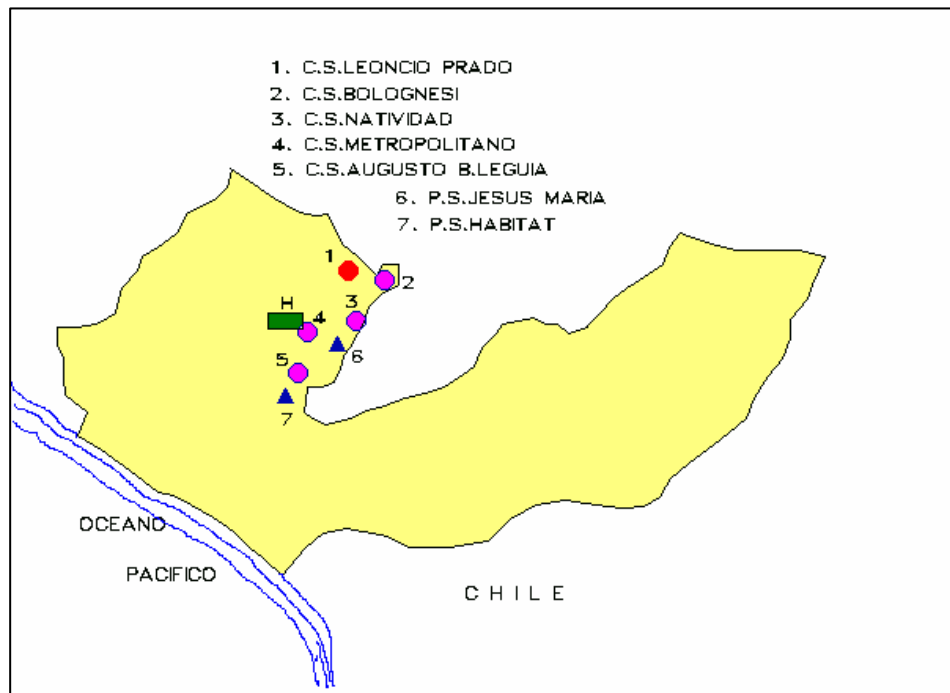 1. C.S.LEONCIO PRADO
2. C.S.BOLOGNESI
3. C.S.NATIVIDAD
4. C.S.METROPOLITANO
5. C.S.AUGUSTO B.LEGUIA
6. P.S.JESUS MARIA
7. P.S.HABITAT
1
2
H
3
4
6
5
7
OCEANO
PACIFICO
CHILE